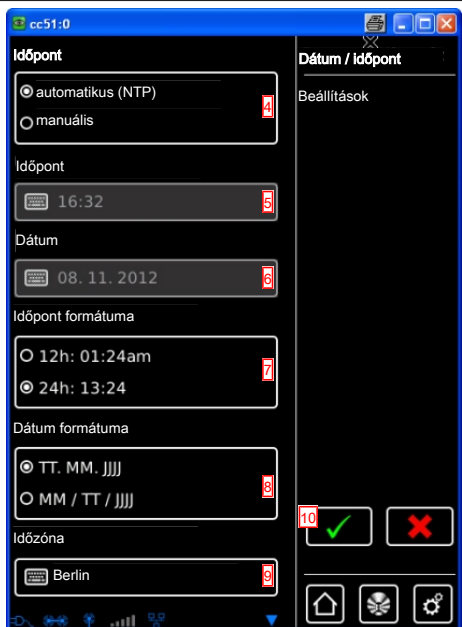 cc51:0
Időpont
automatikus (NTP)
manuális
4
Időpont
16:32
5
Dátum
08. 11. 2012
6
Időpont formátuma
12h: 01:24am
24h: 13:24
7
Dátum formátuma
TT. MM. JJJJ
MM / TT / JJJJ
8
Időzóna
Berlin
9
Dátum / időpont
Beállítások
10